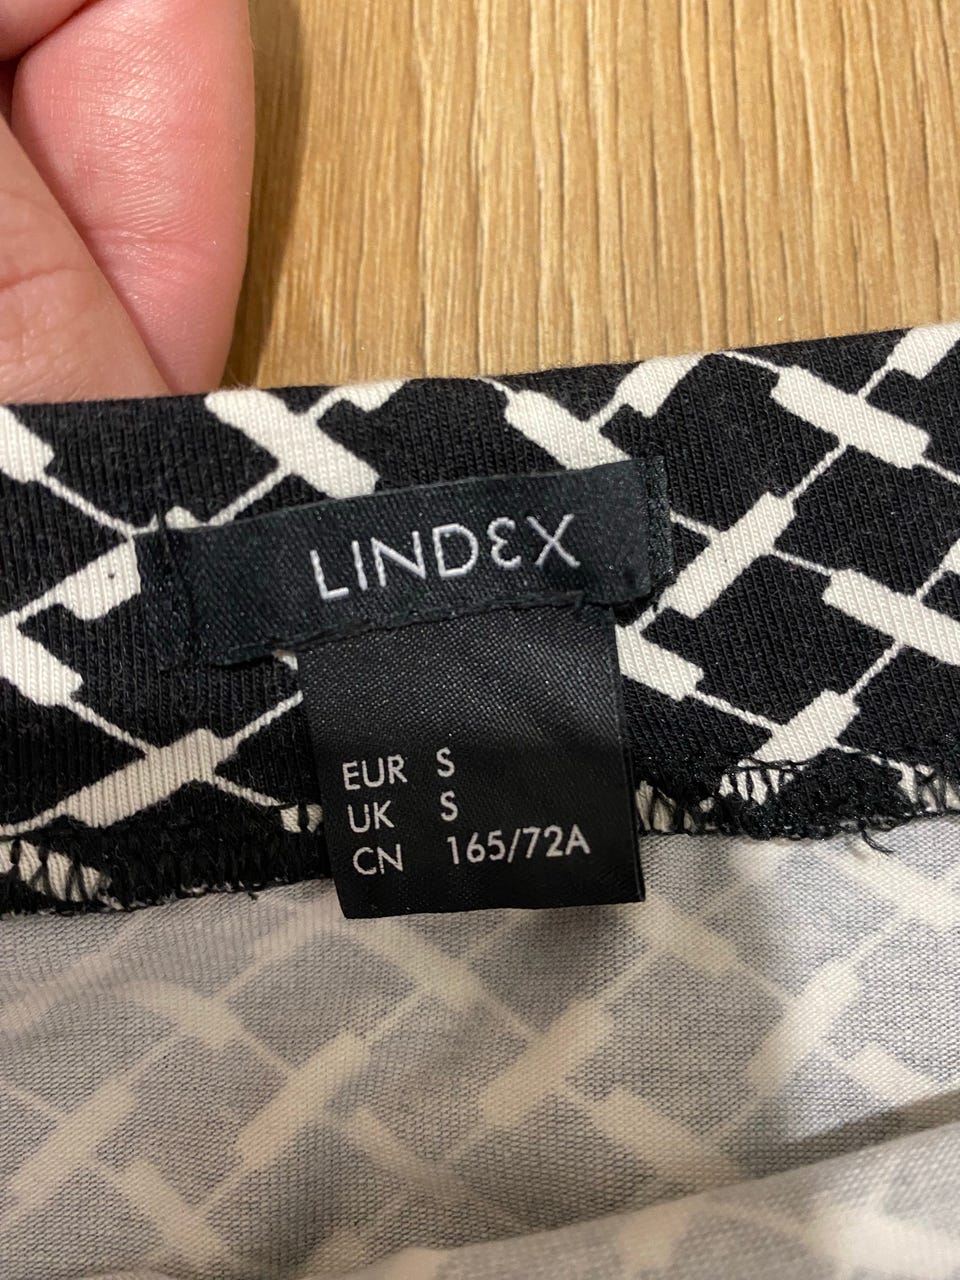 LINDEX
EUR S
UK S
CN 165/72A